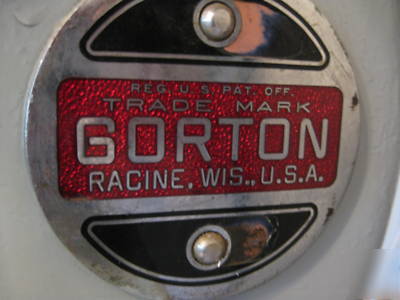 REG. U.S. PAT. OFF.
TRADE MARK
GORTON
RACINE, WIS., U.S.A.